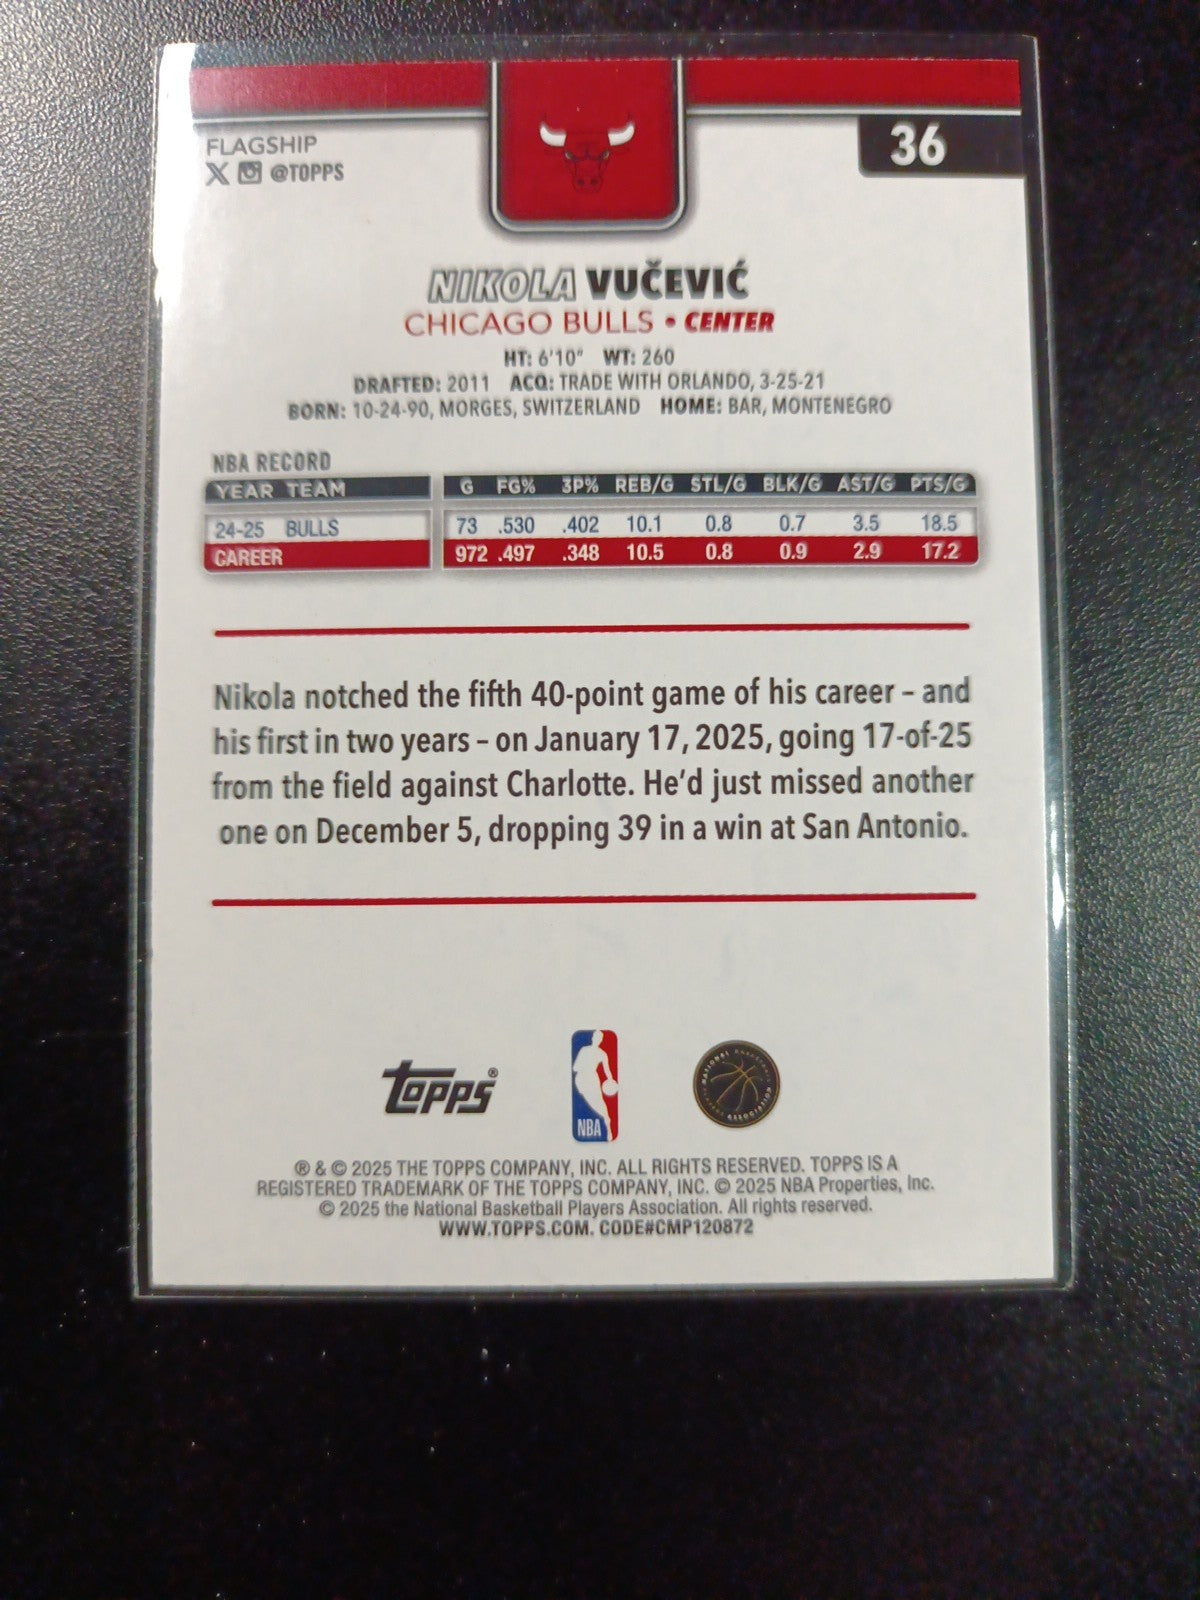 FLAGSHIP
36
@TOPPS
NIKOLA VUČEVIĆ
CHICAGO BULLS • CENTER
HT: 6'10" WT: 260
DRAFTED: 2011 ACQ: TRADE WITH ORLANDO, 3-25-21
BORN: 10-24-90, MORGES, SWITZERLAND HOME: BAR, MONTENEGRO
NBA RECORD
YEAR TEAM G FG% 3P% REB/G STL/G BLK/G AST/G PTS/G
24-25 BULLS 73 .530 .402 10.1 0.8 0.7 3.5 18.5
CAREER 972 .497 .348 10.5 0.8 0.9 2.9 17.2
Nikola notched the fifth 40-point game of his career – and
his first in two years – on January 17, 2025, going 17-of-25
from the field against Charlotte. He'd just missed another
one on December 5, dropping 39 in a win at San Antonio.
Topps®
NBA
NATIONAL BASKETBALL PLAYERS ASSOCIATION
® & © 2025 THE TOPPS COMPANY, INC. ALL RIGHTS RESERVED. TOPPS IS A
REGISTERED TRADEMARK OF THE TOPPS COMPANY, INC. © 2025 NBA Properties, Inc.
© 2025 the National Basketball Players Association. All rights reserved.
WWW.TOPPS.COM. CODE#CMP120872